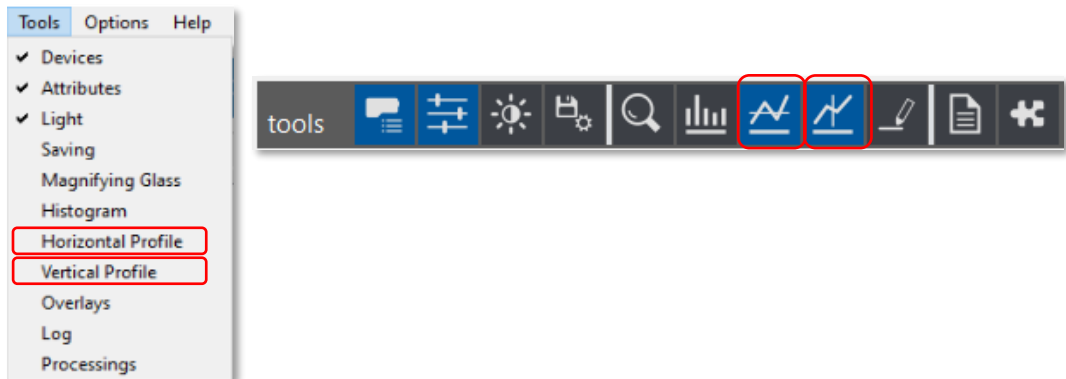 Tools Options Help
✔ Devices
✔ Attributes
✔ Light
Saving
Magnifying Glass
Histogram
Horizontal Profile
Vertical Profile
Overlays
Log
Processings
tools